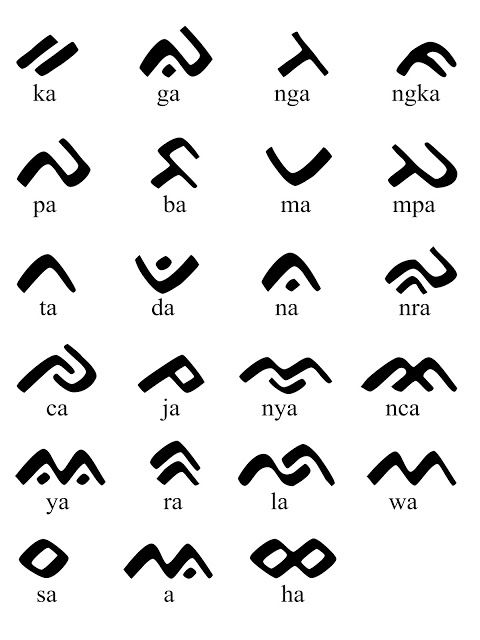 ᨀ ᨁ ᨂ ᨃ
ka ga nga ngka
ᨄ ᨅ ᨆ ᨇ
pa ba ma mpa
ᨈ ᨉ ᨊ ᨋ
ta da na nra
ᨌ ᨍ ᨎ ᨏ
ca ja nya nca
ᨐ ᨑ ᨒ ᨓ
ya ra la wa
ᨔ ᨕ ᨖ
sa a ha